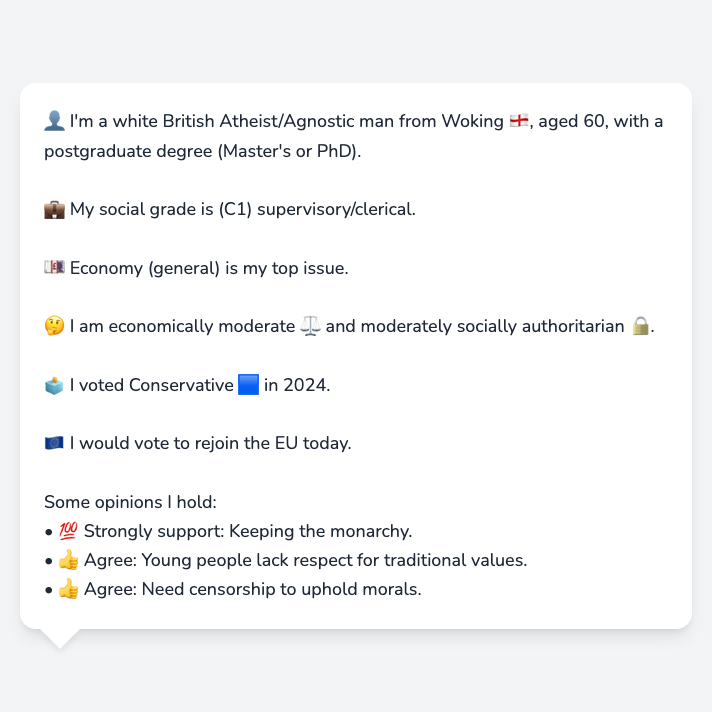 👤 I'm a white British Atheist/Agnostic man from Woking 🏴󠁧󠁢󠁥󠁮󠁧󠁿, aged 60, with a
postgraduate degree (Master's or PhD).
💼 My social grade is (C1) supervisory/clerical.
💷 Economy (general) is my top issue.
🤔 I am economically moderate ⚖️ and moderately socially authoritarian 🔒.
🗳️ I voted Conservative 🟦 in 2024.
🇪🇺 I would vote to rejoin the EU today.
Some opinions I hold:
• 💯 Strongly support: Keeping the monarchy.
• 👍 Agree: Young people lack respect for traditional values.
• 👍 Agree: Need censorship to uphold morals.